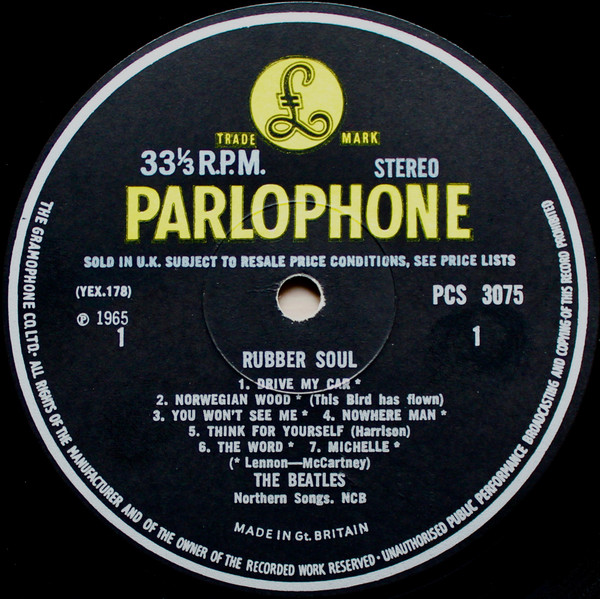 £
TRADE MARK
33⅓ R.P.M. STEREO
PARLOPHONE
SOLD IN U.K. SUBJECT TO RESALE PRICE CONDITIONS, SEE PRICE LISTS
(YEX.178) PCS 3075
℗ 1965
1 1
RUBBER SOUL
1. DRIVE MY CAR *
2. NORWEGIAN WOOD * (This Bird has flown)
3. YOU WON'T SEE ME * 4. NOWHERE MAN *
5. THINK FOR YOURSELF (Harrison)
6. THE WORD * 7. MICHELLE *
(* Lennon—McCartney)
THE BEATLES
Northern Songs. NCB
MADE IN Gt. BRITAIN
THE GRAMOPHONE CO. LTD. · ALL RIGHTS OF THE MANUFACTURER AND OF THE OWNER OF THE RECORDED WORK RESERVED · UNAUTHORISED PUBLIC PERFORMANCE BROADCASTING AND COPYING OF THIS RECORD PROHIBITED